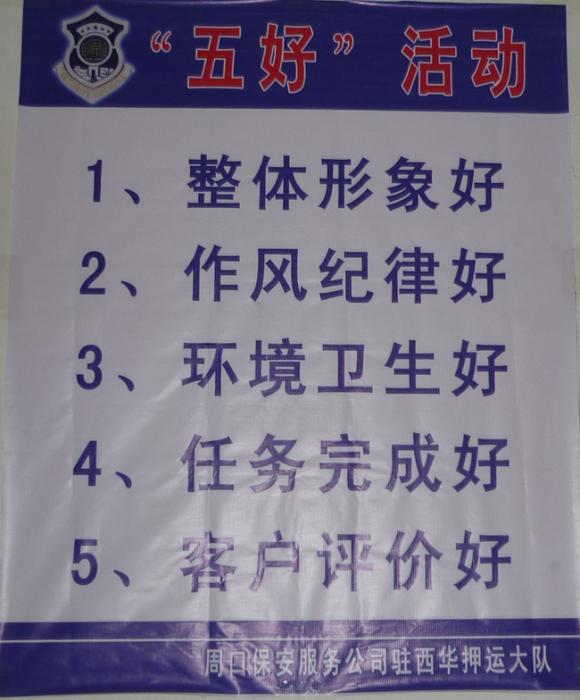 “五好”活动
1、整体形象好
2、作风纪律好
3、环境卫生好
4、任务完成好
5、客户评价好
周口保安服务公司驻西华押运大队